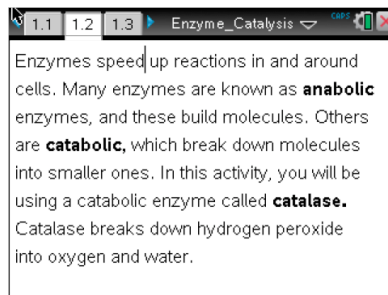 1.1 1.2 1.3 Enzyme_Catalysis CAPS
Enzymes speed up reactions in and around
cells. Many enzymes are known as anabolic
enzymes, and these build molecules. Others
are catabolic, which break down molecules
into smaller ones. In this activity, you will be
using a catabolic enzyme called catalase.
Catalase breaks down hydrogen peroxide
into oxygen and water.